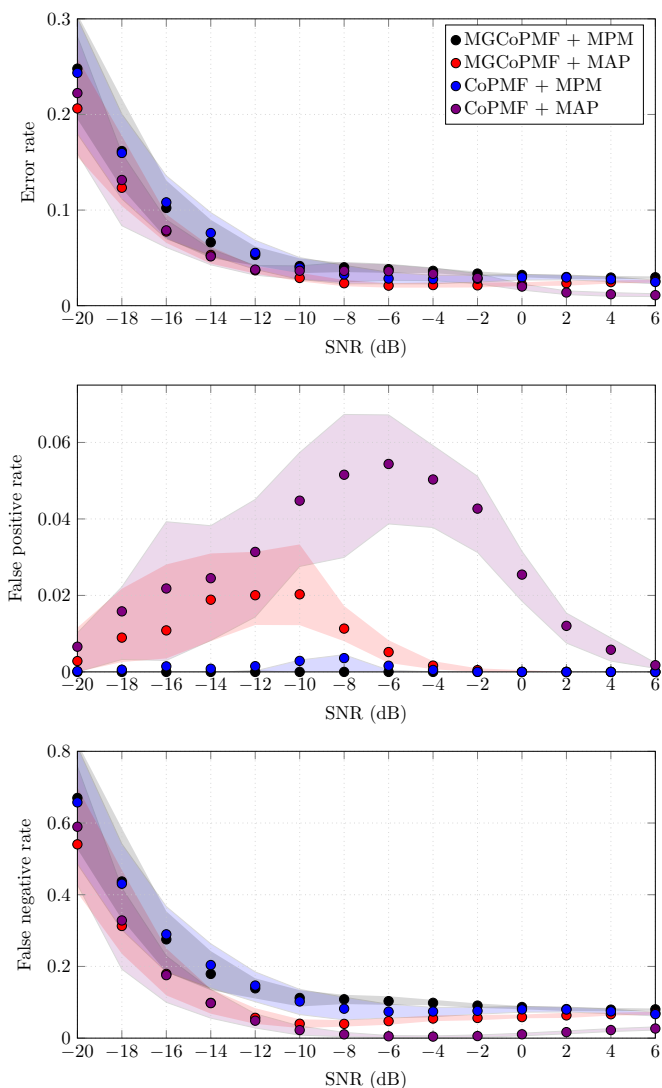 0.3
0.2
0.1
0
Error rate
MGCoPMF + MPM
MGCoPMF + MAP
CoPMF + MPM
CoPMF + MAP
−20 −18 −16 −14 −12 −10 −8 −6 −4 −2 0 2 4 6
SNR (dB)
0.06
0.04
0.02
0
False positive rate
−20 −18 −16 −14 −12 −10 −8 −6 −4 −2 0 2 4 6
SNR (dB)
0.8
0.6
0.4
0.2
0
False negative rate
−20 −18 −16 −14 −12 −10 −8 −6 −4 −2 0 2 4 6
SNR (dB)